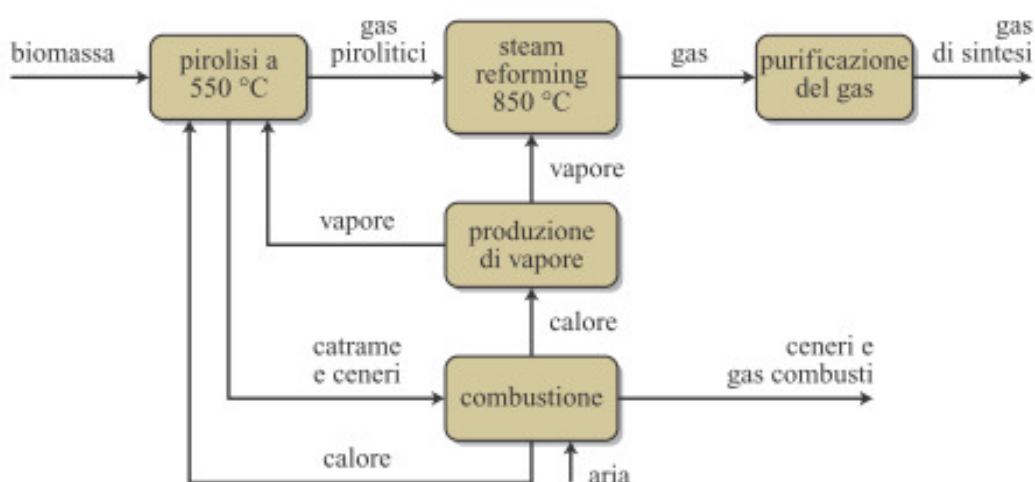 biomassa
pirolisi a
550 °C
gas
pirolitici
steam
reforming
850 °C
gas
purificazione
del gas
gas
di sintesi
vapore
vapore
produzione
di vapore
calore
catrame
e ceneri
combustione
ceneri e
gas combusti
calore
aria